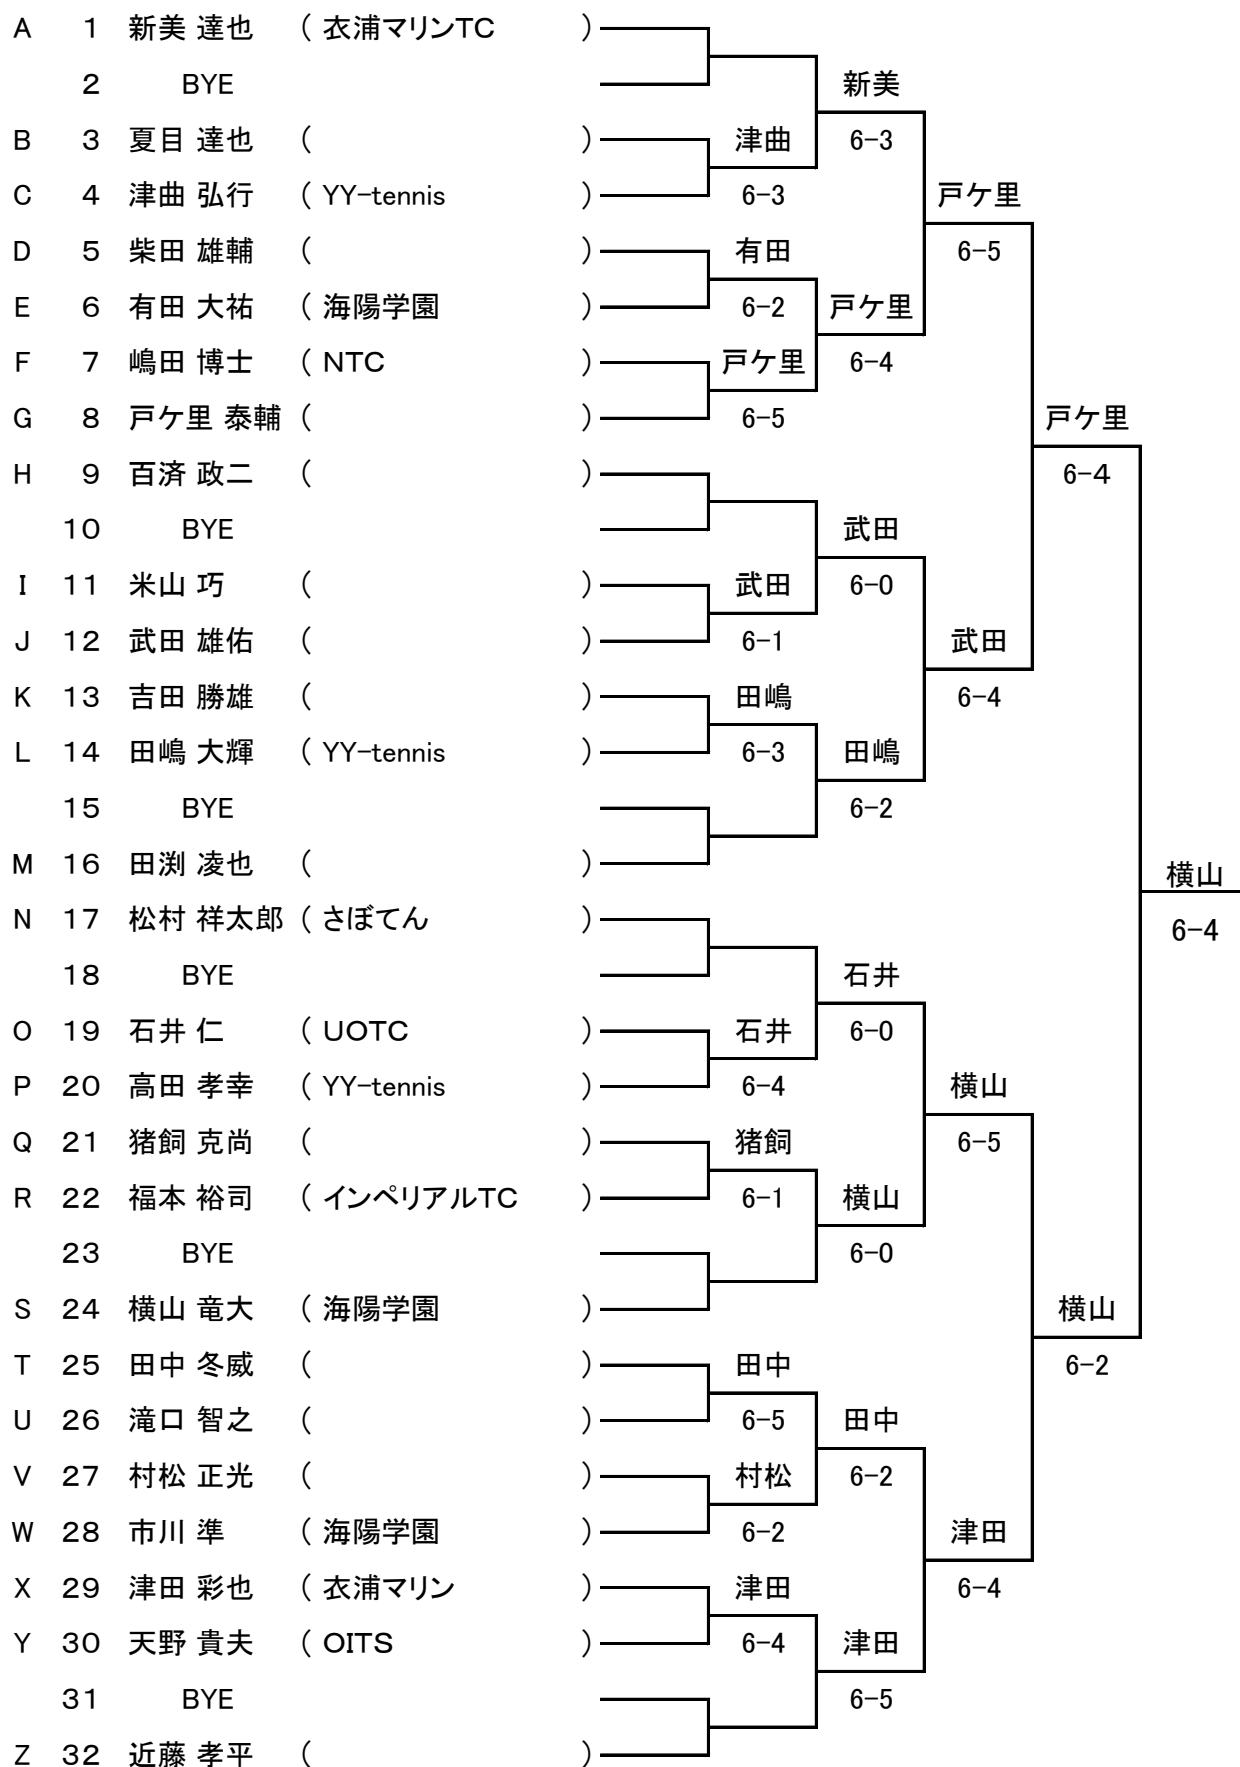 A 1 新美 達也 ( 衣浦マリンTC )
2 BYE 新美
B 3 夏目 達也 ( ) 津曲 6-3
C 4 津曲 弘行 ( YY-tennis ) 6-3 戸ケ里
D 5 柴田 雄輔 ( ) 有田 6-5
E 6 有田 大祐 ( 海陽学園 ) 6-2 戸ケ里
F 7 嶋田 博士 ( NTC ) 戸ケ里 6-4
G 8 戸ケ里 泰輔 ( ) 6-5 戸ケ里
H 9 百済 政二 ( ) 6-4
10 BYE 武田
I 11 米山 巧 ( ) 武田 6-0
J 12 武田 雄佑 ( ) 6-1 武田
K 13 吉田 勝雄 ( ) 田嶋 6-4
L 14 田嶋 大輝 ( YY-tennis ) 6-3 田嶋
15 BYE 6-2
M 16 田渕 凌也 ( ) 横山
N 17 松村 祥太郎 ( さぼてん ) 6-4
18 BYE 石井
O 19 石井 仁 ( UOTC ) 石井 6-0
P 20 高田 孝幸 ( YY-tennis ) 6-4 横山
Q 21 猪飼 克尚 ( ) 猪飼 6-5
R 22 福本 裕司 ( インペリアルTC ) 6-1 横山
23 BYE 6-0
S 24 横山 竜大 ( 海陽学園 ) 横山
T 25 田中 冬威 ( ) 田中 6-2
U 26 滝口 智之 ( ) 6-5 田中
V 27 村松 正光 ( ) 村松 6-2
W 28 市川 準 ( 海陽学園 ) 6-2 津田
X 29 津田 彩也 ( 衣浦マリン ) 津田 6-4
Y 30 天野 貴夫 ( OITS ) 6-4 津田
31 BYE 6-5
Z 32 近藤 孝平 ( )